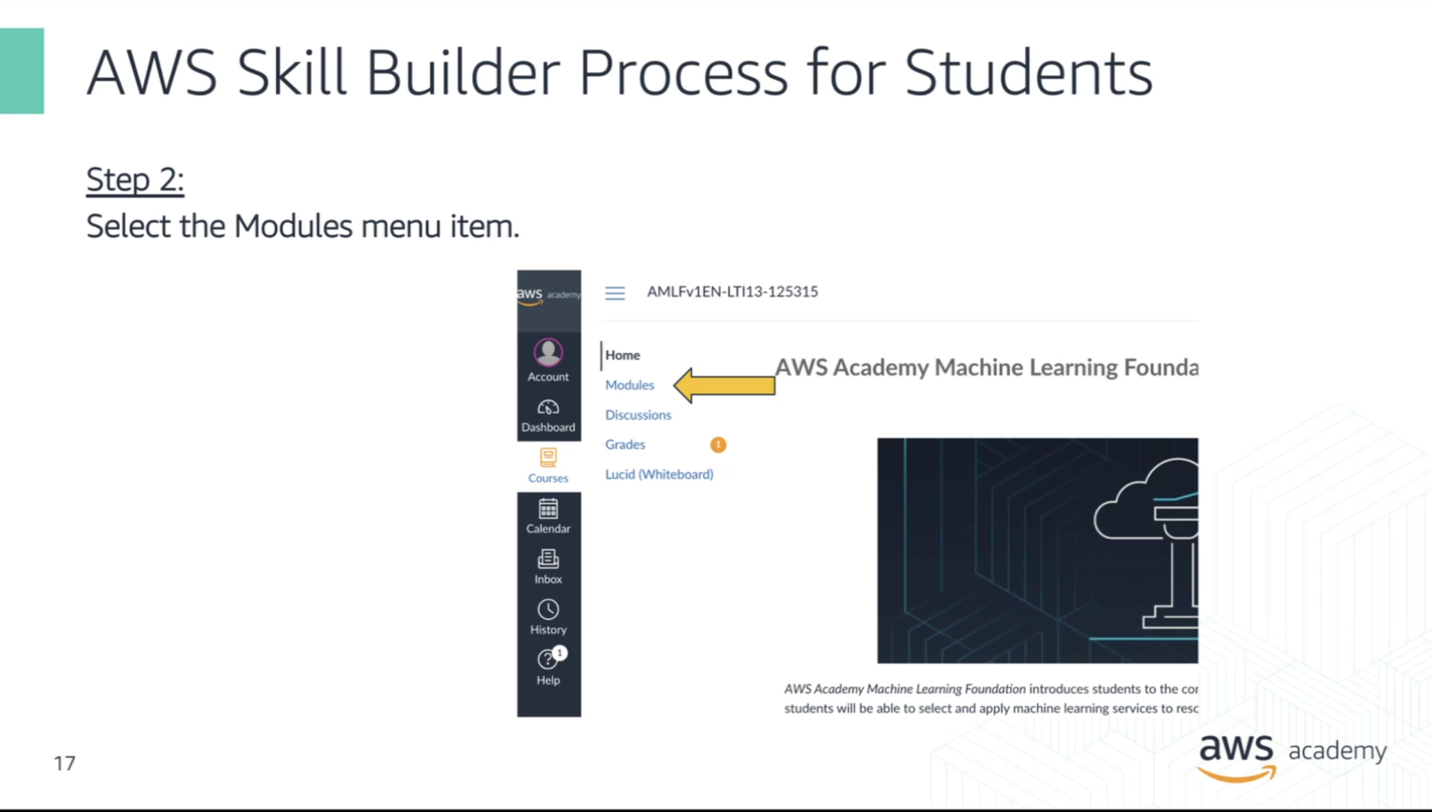 AWS Skill Builder Process for Students
Step 2:
Select the Modules menu item.
aws academy
AMLFv1EN-LTI13-125315
Account
Dashboard
Courses
Calendar
Inbox
History
1
Help
Home
Modules
Discussions
Grades 1
Lucid (Whiteboard)
AWS Academy Machine Learning Founda
AWS Academy Machine Learning Foundation introduces students to the cor
students will be able to select and apply machine learning services to resc
17
aws academy